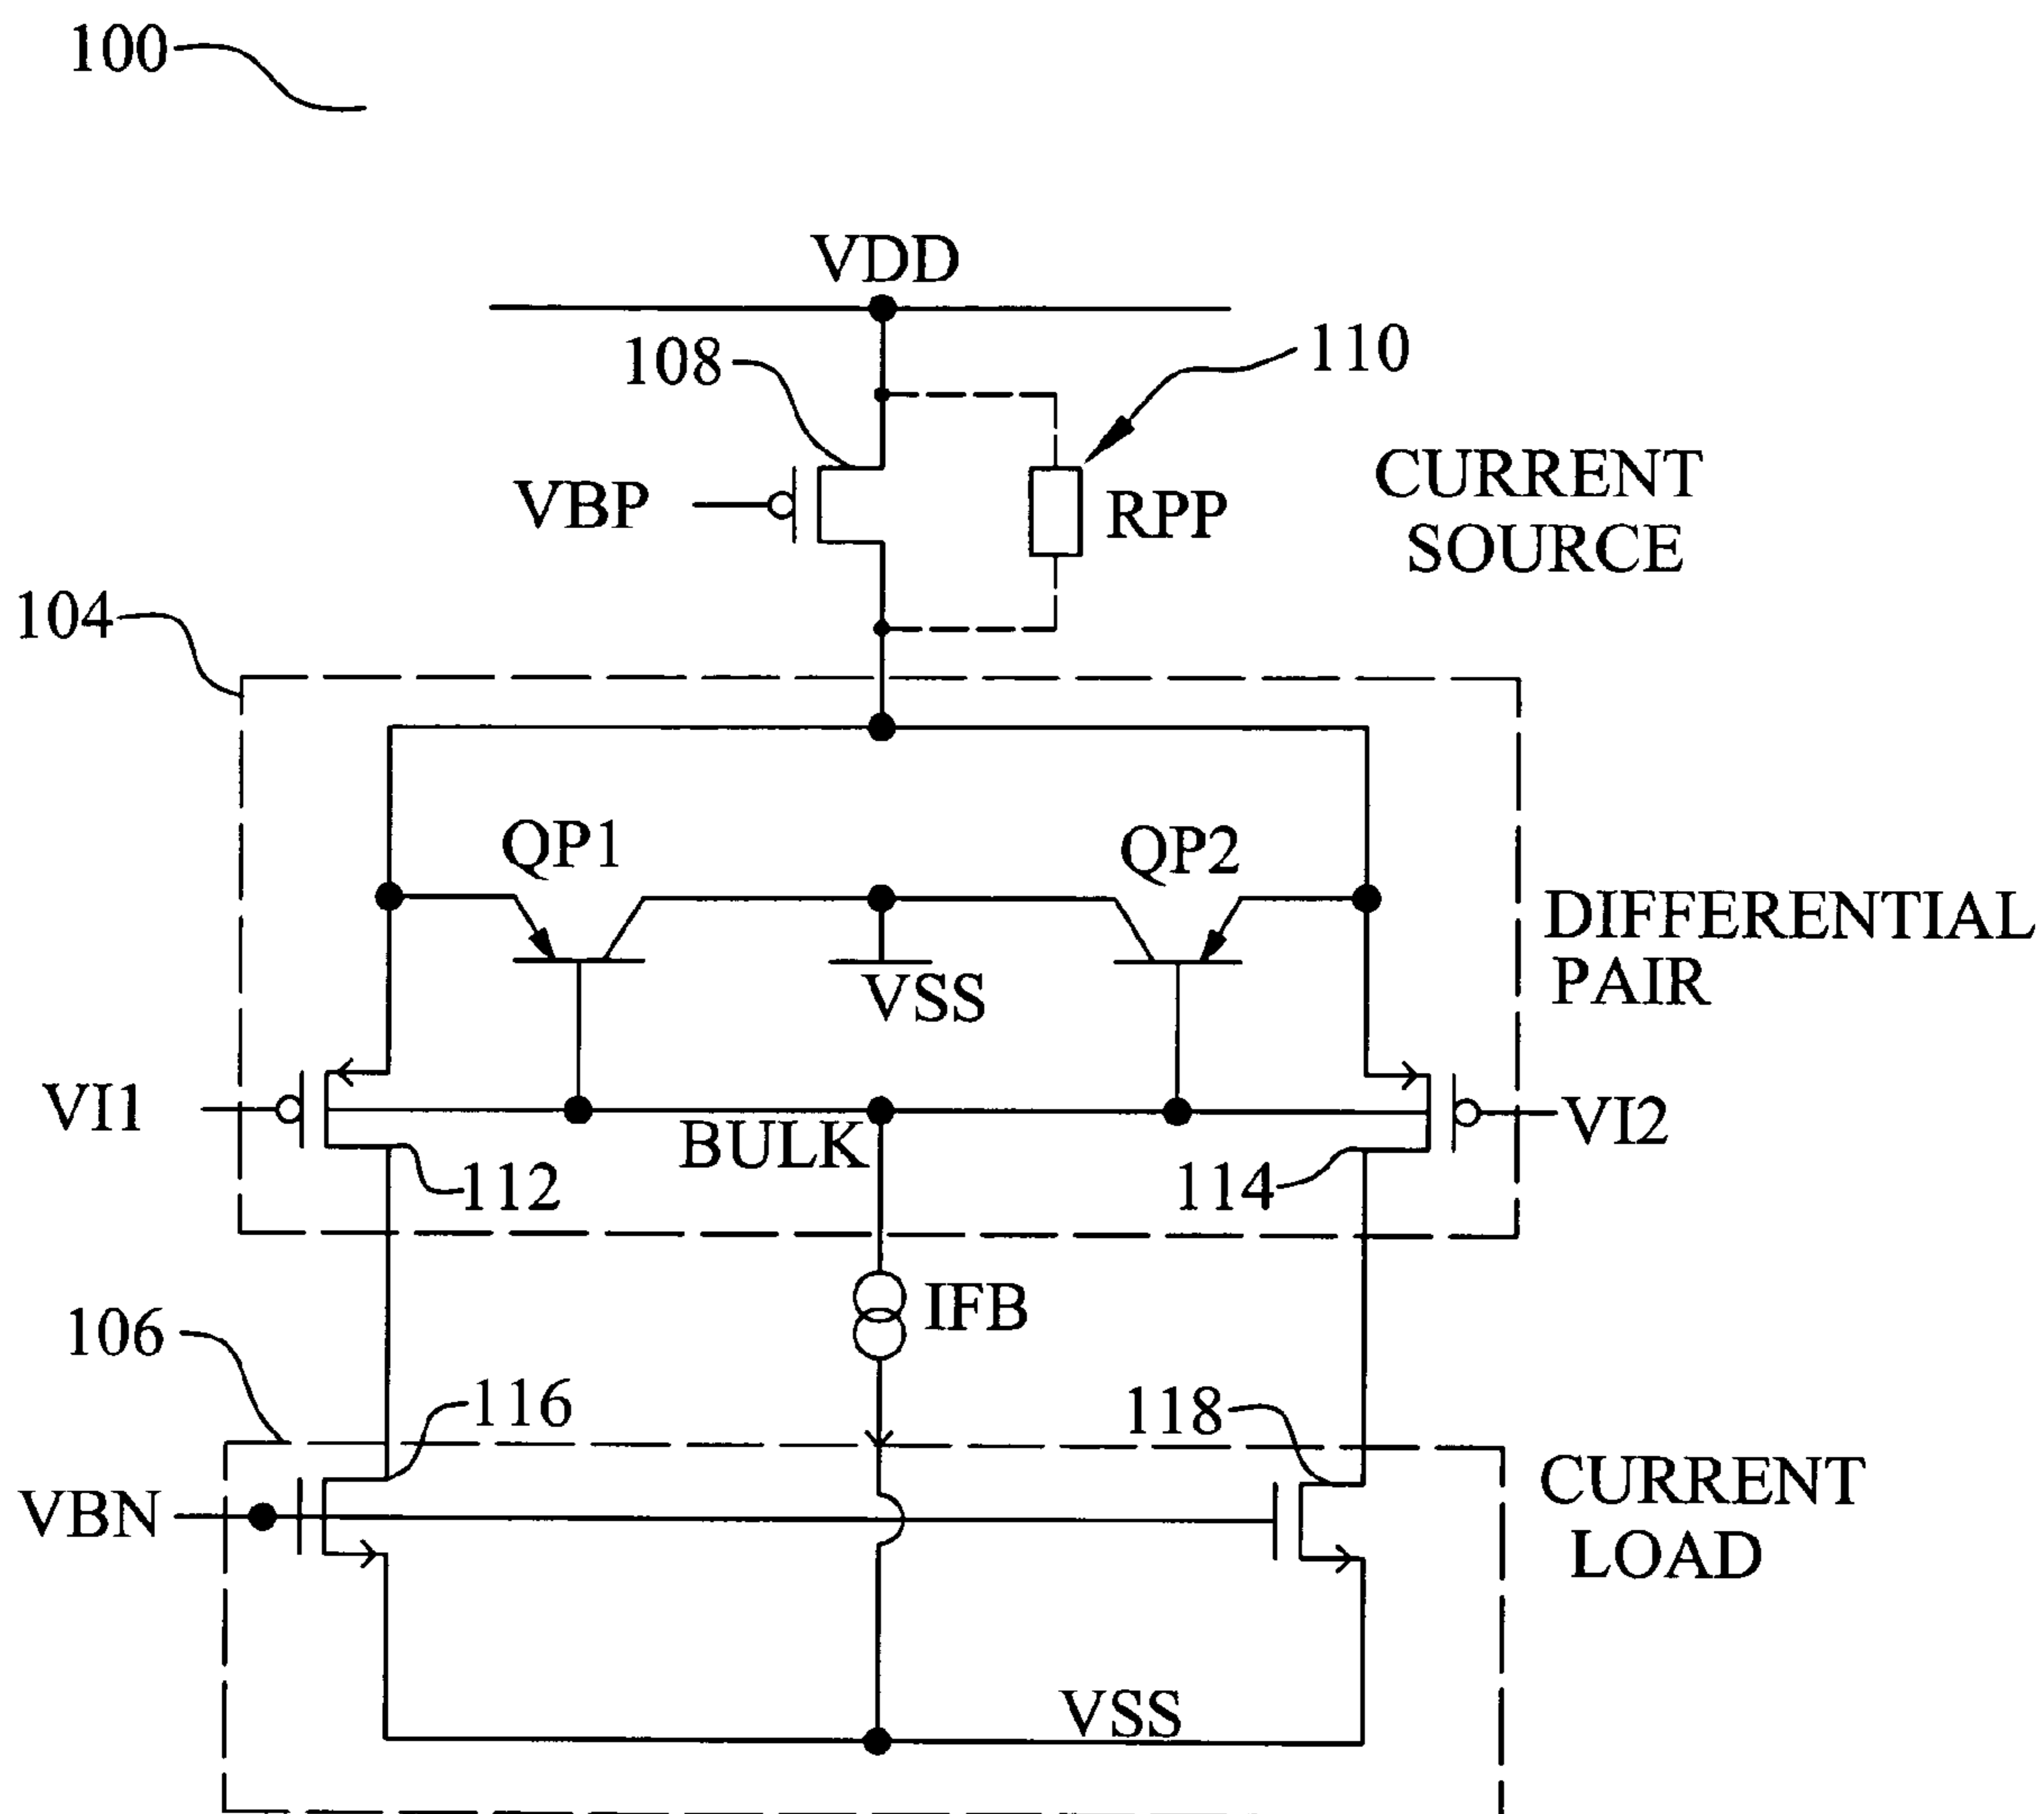 100
VDD
108
110
VBP
RPP
CURRENT
SOURCE
104
QP1
QP2
DIFFERENTIAL
PAIR
VSS
VI1
VI2
BULK
112
114
IFB
106
116
118
VBN
CURRENT
LOAD
VSS